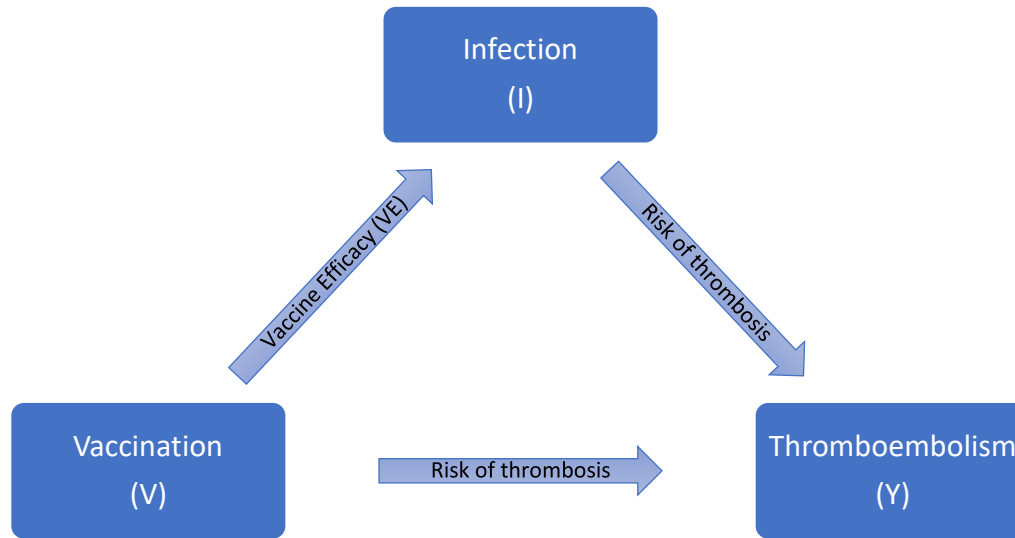 Infection
(I)
Vaccine Efficacy (VE)
Risk of thrombosis
Vaccination
(V)
Risk of thrombosis
Thromboembolism
(Y)